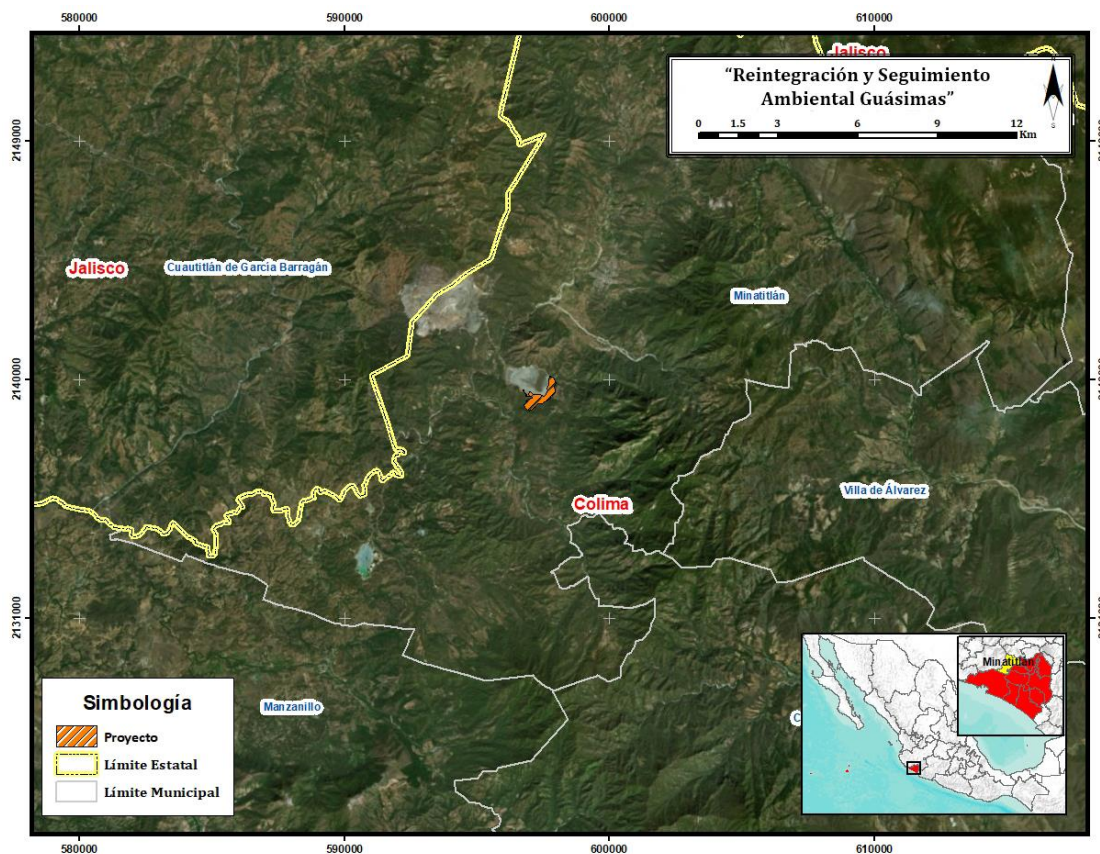 580000
590000
600000
610000
Jalisco
“Reintegración y Seguimiento
Ambiental Guásimas”
N
S
0 1.5 3 6 9 12
Km
2149000
Jalisco
Cuautitlán de García Barragán
Minatitlán
2140000
Villa de Álvarez
Colima
2131000
Minatitlán
Simbología
Proyecto
Límite Estatal
Límite Municipal
Manzanillo
C
580000
590000
600000
610000